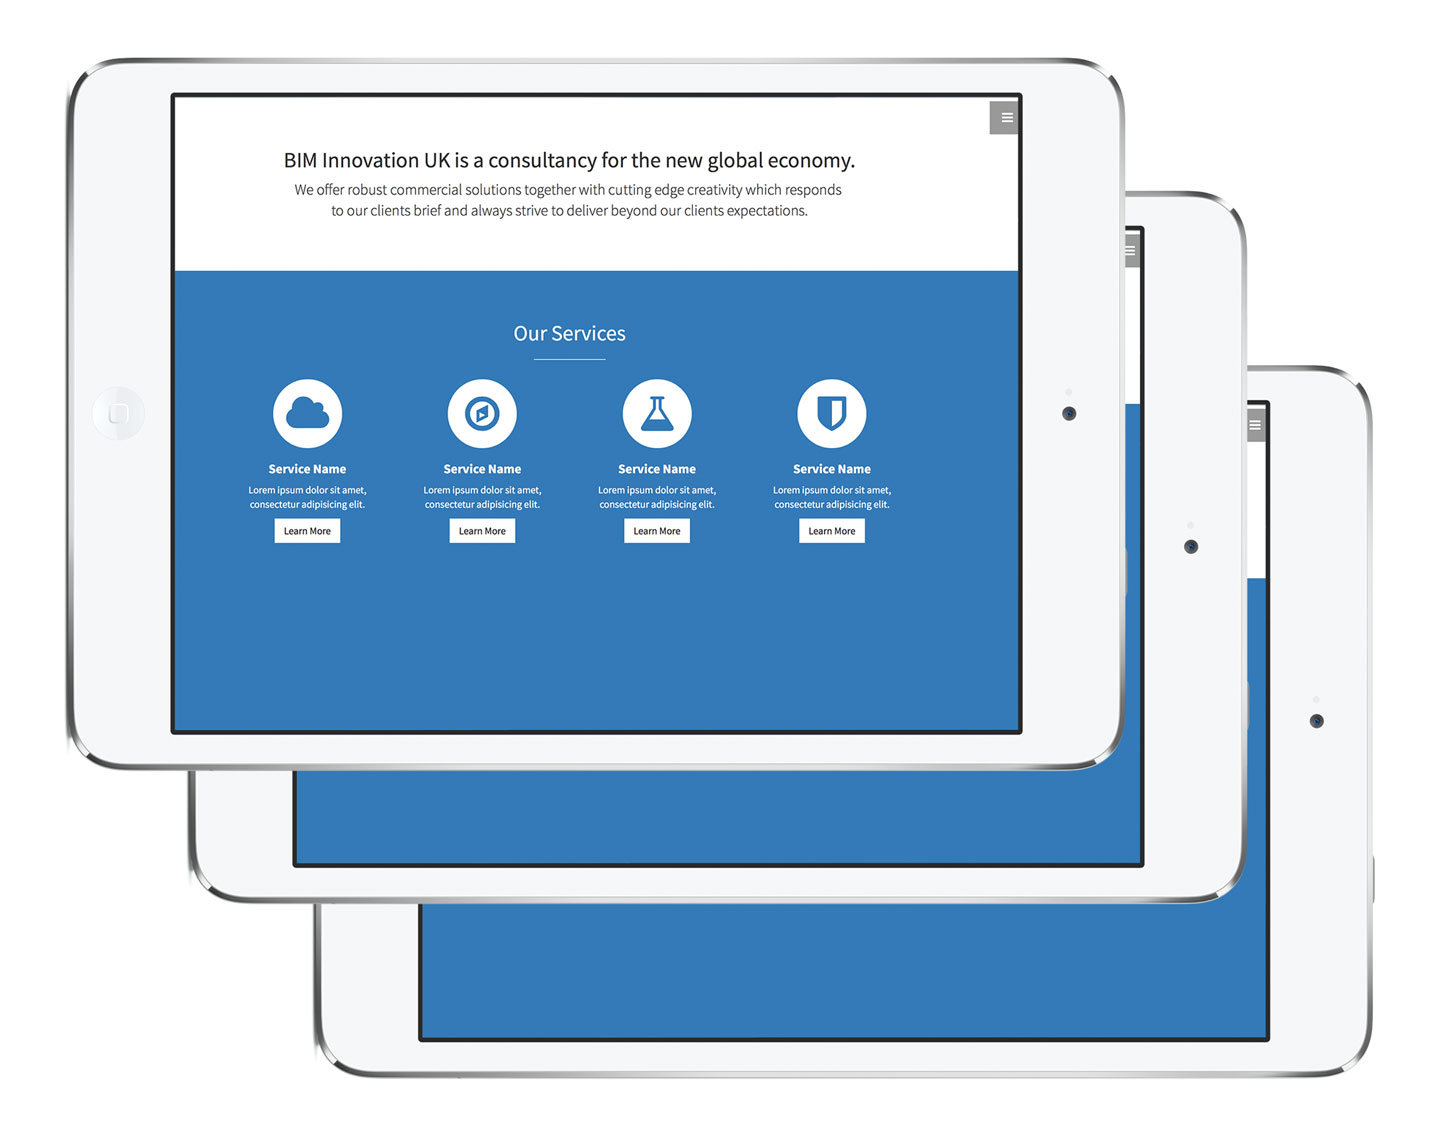 BIM Innovation UK is a consultancy for the new global economy.
We offer robust commercial solutions together with cutting edge creativity which responds
to our clients brief and always strive to deliver beyond our clients expectations.
Our Services
Service Name
Lorem ipsum dolor sit amet,
consectetur adipisicing elit.
Learn More
Service Name
Lorem ipsum dolor sit amet,
consectetur adipisicing elit.
Learn More
Service Name
Lorem ipsum dolor sit amet,
consectetur adipisicing elit.
Learn More
Service Name
Lorem ipsum dolor sit amet,
consectetur adipisicing elit.
Learn More